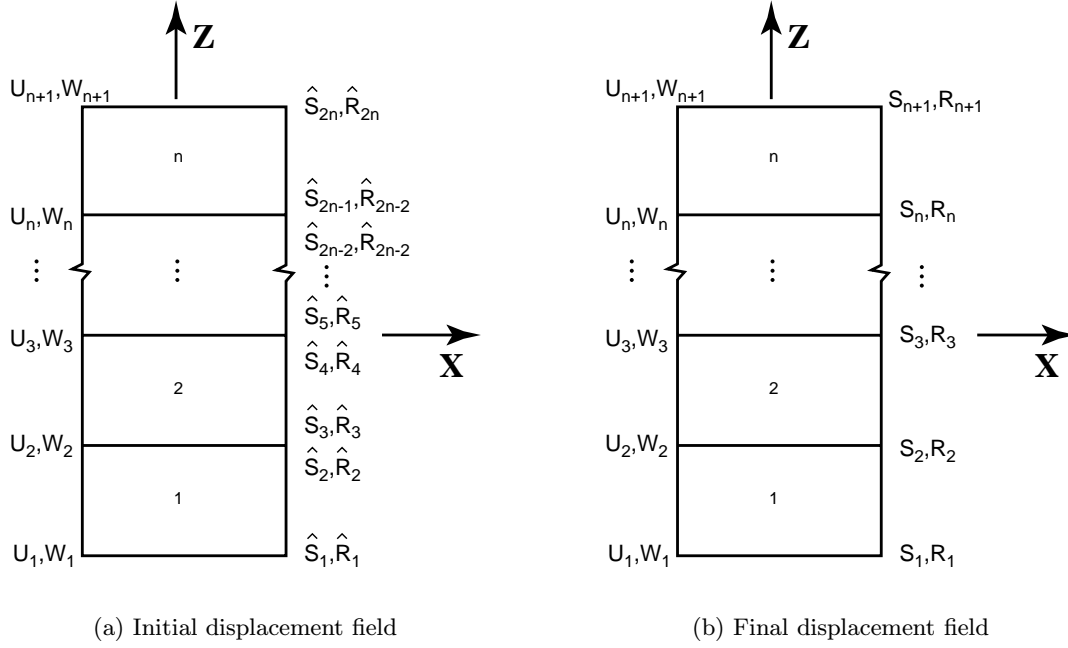 Z
U_{n+1},W_{n+1}
Ŝ_{2n},R̂_{2n}
n
Ŝ_{2n-1},R̂_{2n-2}
U_n,W_n
Ŝ_{2n-2},R̂_{2n-2}
⋮ ⋮ ⋮
Ŝ_5,R̂_5
U_3,W_3
Ŝ_4,R̂_4
X
2
Ŝ_3,R̂_3
U_2,W_2
Ŝ_2,R̂_2
1
U_1,W_1
Ŝ_1,R̂_1
(a) Initial displacement field
Z
U_{n+1},W_{n+1}
S_{n+1},R_{n+1}
n
U_n,W_n
S_n,R_n
⋮ ⋮ ⋮
U_3,W_3
S_3,R_3
X
2
U_2,W_2
S_2,R_2
1
U_1,W_1
S_1,R_1
(b) Final displacement field